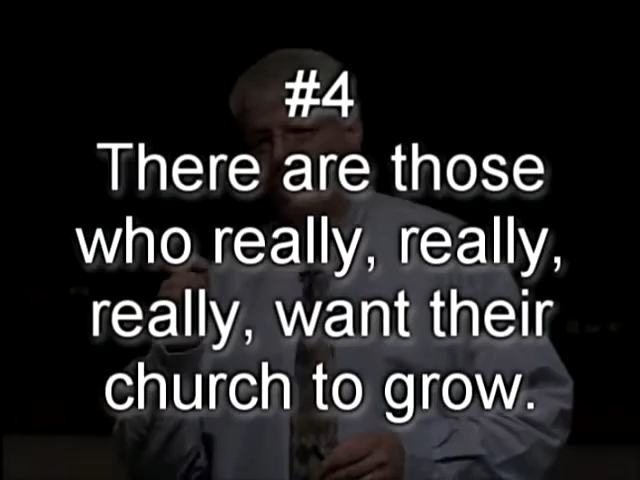 #4
There are those
who really, really,
really, want their
church to grow.